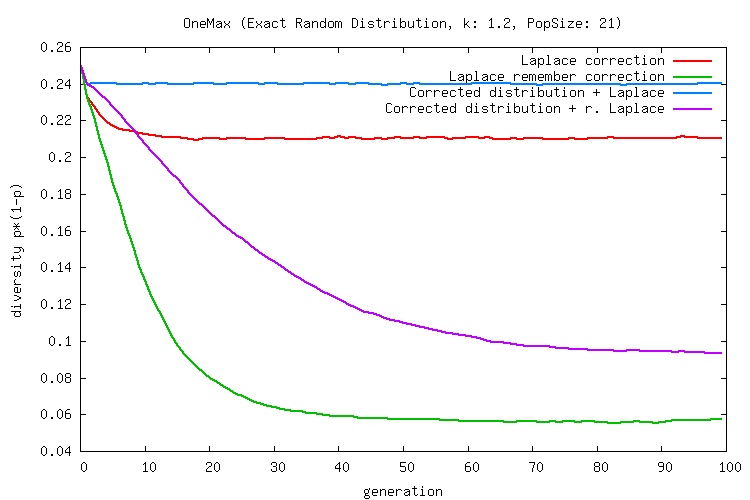 OneMax (Exact Random Distribution, k: 1.2, PopSize: 21)
0.26
0.24
0.22
0.2
0.18
0.16
0.14
0.12
0.1
0.08
0.06
0.04
diversity p*(1-p)
Laplace correction
Laplace remember correction
Corrected distribution + Laplace
Corrected distribution + r. Laplace
0 10 20 30 40 50 60 70 80 90 100
generation